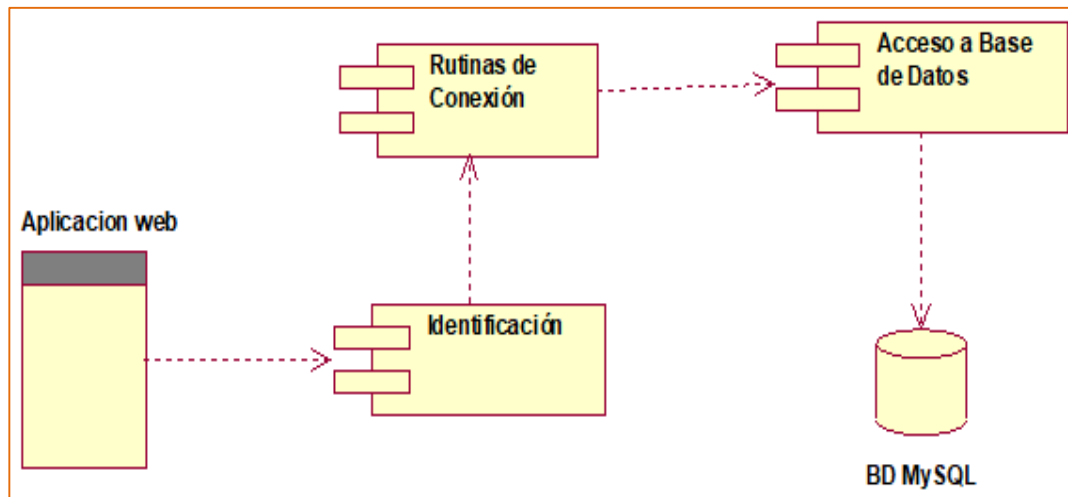 Rutinas de
Conexión
Acceso a Base
de Datos
Aplicacion web
Identificación
BD MySQL